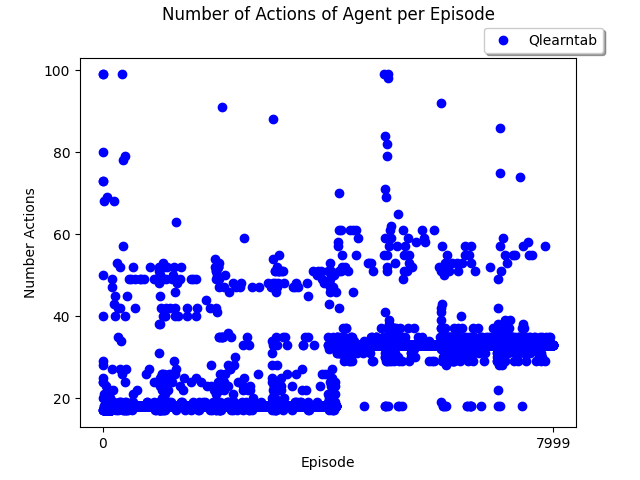 Number of Actions of Agent per Episode
Qlearntab
100
80
60
40
20
Number Actions
0
7999
Episode